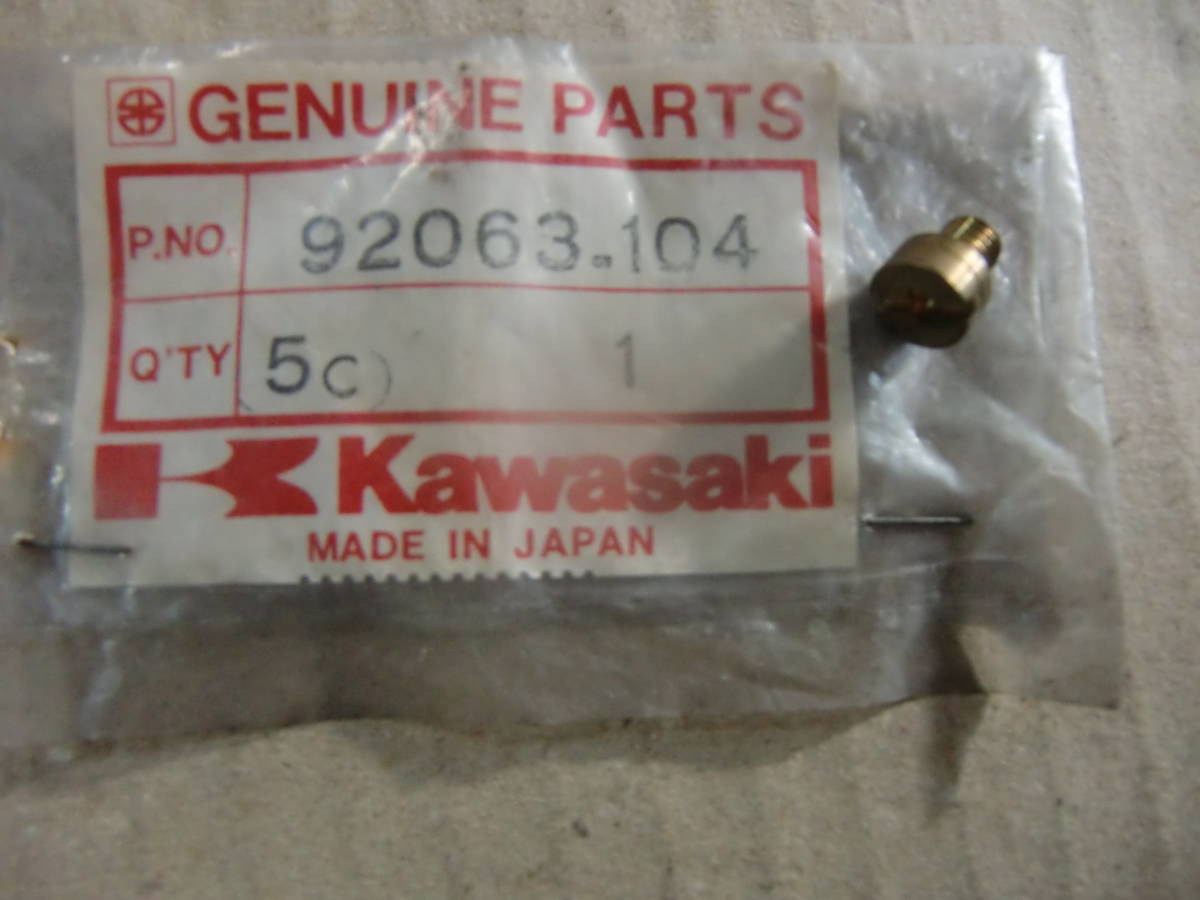 GENUINE PARTS
P.NO. 92063-104
Q'TY (5C) 1
Kawasaki
MADE IN JAPAN